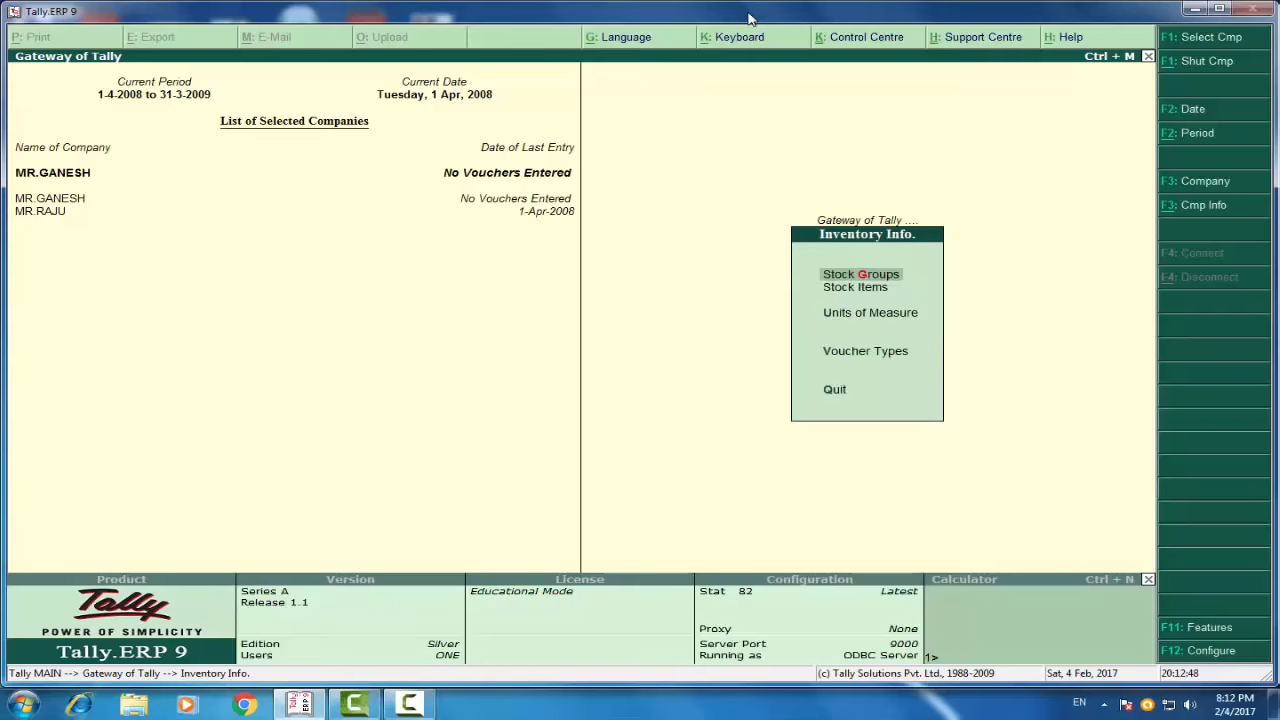 Tally.ERP 9
P: Print E: Export M: E-Mail O: Upload G: Language K: Keyboard K: Control Centre H: Support Centre H: Help
Gateway of Tally Ctrl + M
Current Period Current Date
1-4-2008 to 31-3-2009 Tuesday, 1 Apr, 2008
List of Selected Companies
Name of Company Date of Last Entry
MR.GANESH No Vouchers Entered
MR.GANESH No Vouchers Entered
MR.RAJU 1-Apr-2008
Gateway of Tally ....
Inventory Info.
Stock Groups
Stock Items
Units of Measure
Voucher Types
Quit
F1: Select Cmp
F1: Shut Cmp
F2: Date
F2: Period
F3: Company
F3: Cmp Info
F4: Connect
F4: Disconnect
F11: Features
F12: Configure
Product Version License Configuration Calculator Ctrl + N
Tally
POWER OF SIMPLICITY
Tally.ERP 9
Series A
Release 1.1
Edition Silver
Users ONE
Educational Mode
Stat 82 Latest
Proxy None
Server Port 9000
Running as ODBC Server
1>
Tally MAIN --> Gateway of Tally --> Inventory Info. (c) Tally Solutions Pvt. Ltd., 1988-2009 Sat, 4 Feb, 2017 20:12:48
EN
8:12 PM
2/4/2017